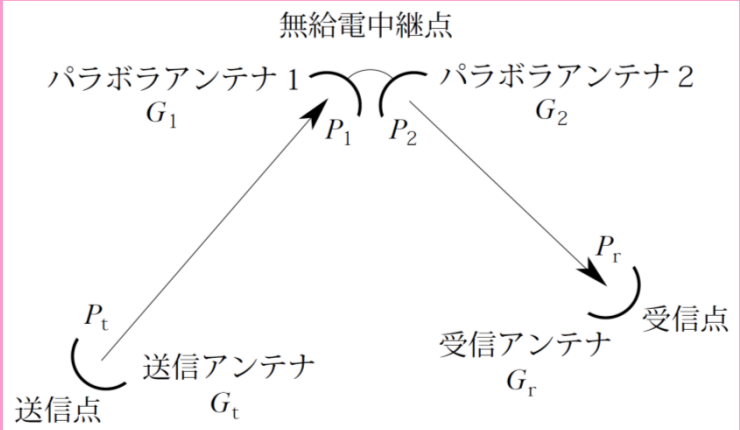 無給電中継点
パラボラアンテナ 1
G1
パラボラアンテナ 2
G2
P1
P2
Pt
送信アンテナ
Gt
送信点
Pr
受信点
受信アンテナ
Gr